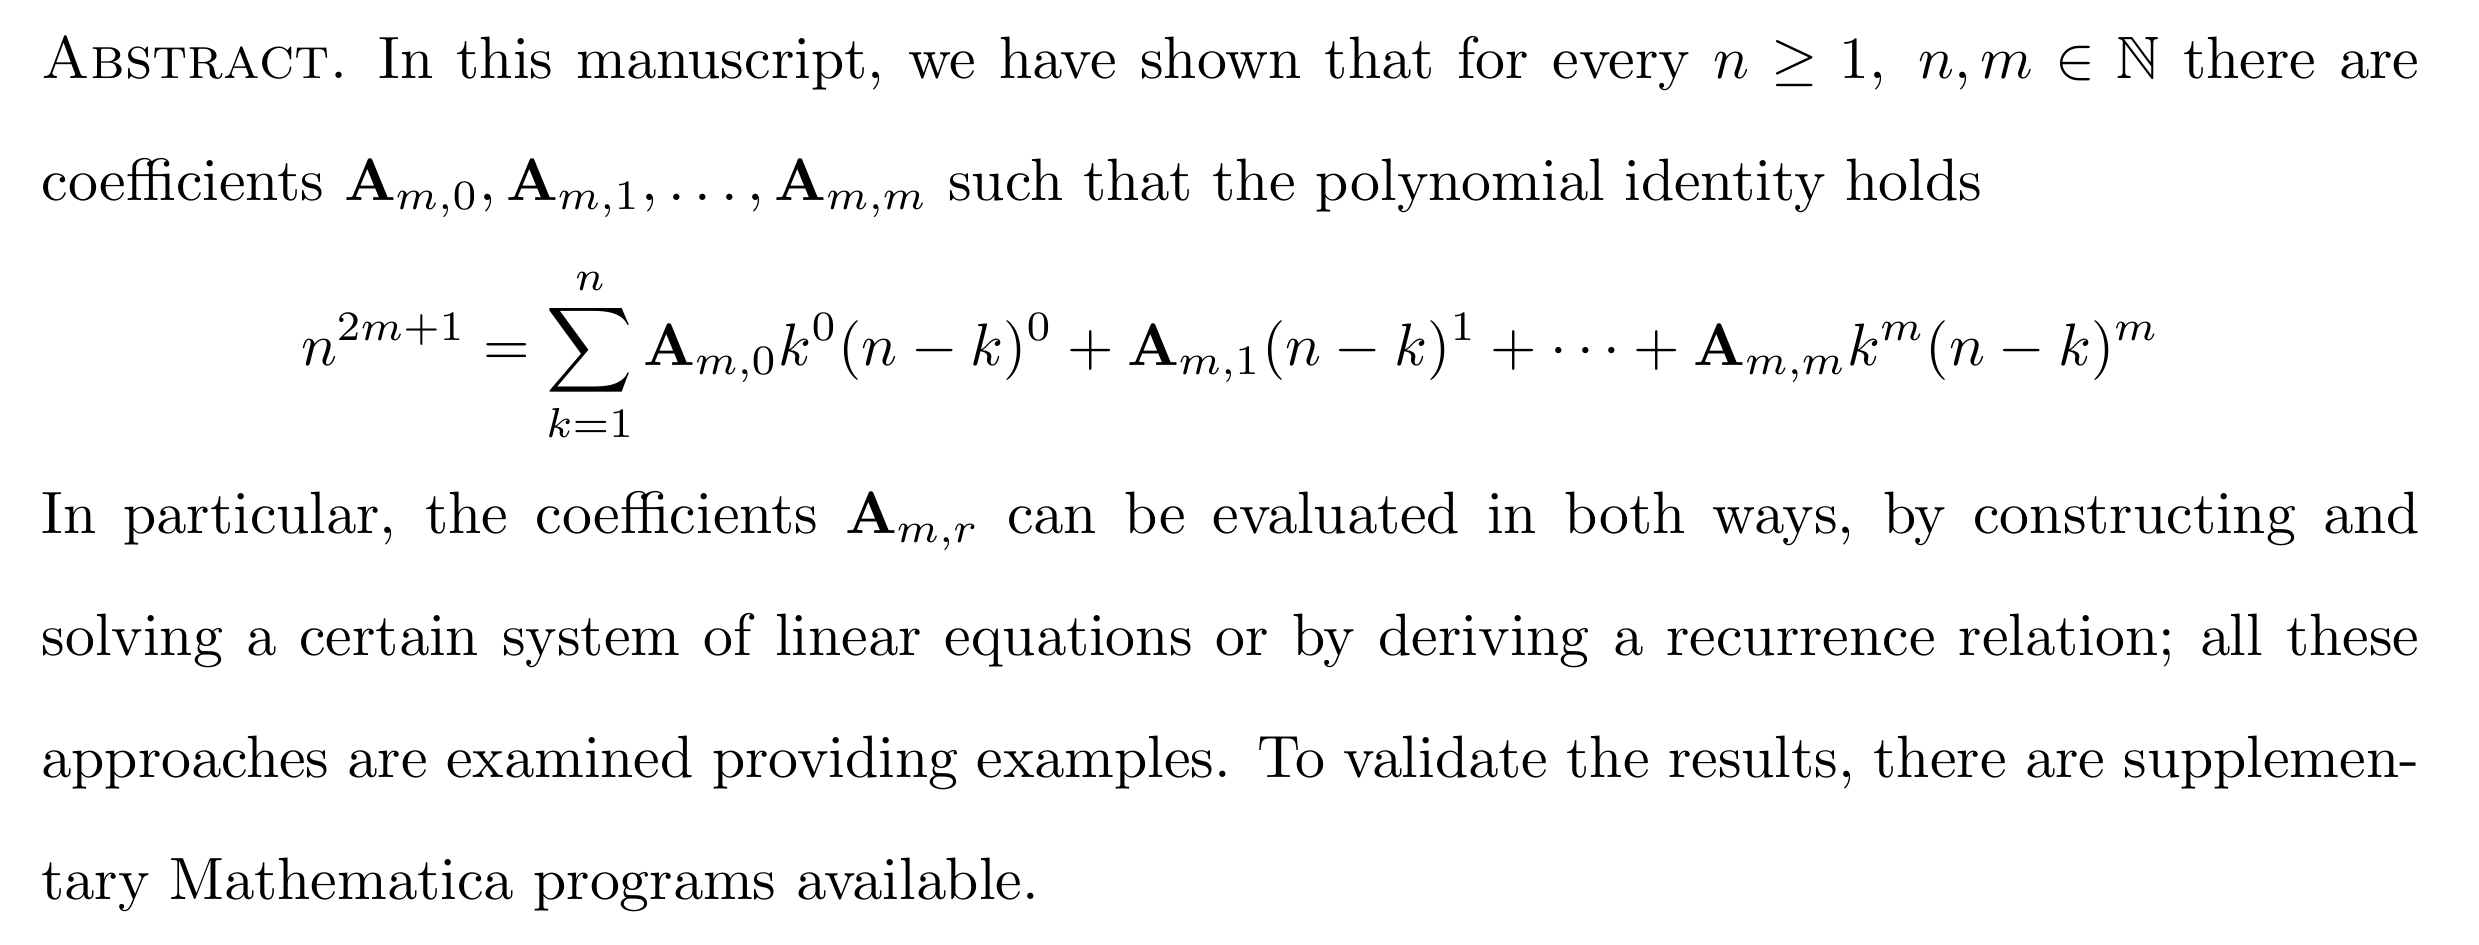 ABSTRACT. In this manuscript, we have shown that for every $n \geq 1,\ n, m \in \mathbb{N}$ there are
coefficients $\mathbf{A}_{m,0}, \mathbf{A}_{m,1}, \ldots, \mathbf{A}_{m,m}$ such that the polynomial identity holds
$n^{2m+1} = \sum_{k=1}^{n} \mathbf{A}_{m,0} k^0 (n-k)^0 + \mathbf{A}_{m,1} (n-k)^1 + \cdots + \mathbf{A}_{m,m} k^m (n-k)^m$
In particular, the coefficients $\mathbf{A}_{m,r}$ can be evaluated in both ways, by constructing and
solving a certain system of linear equations or by deriving a recurrence relation; all these
approaches are examined providing examples. To validate the results, there are supplemen-
tary Mathematica programs available.